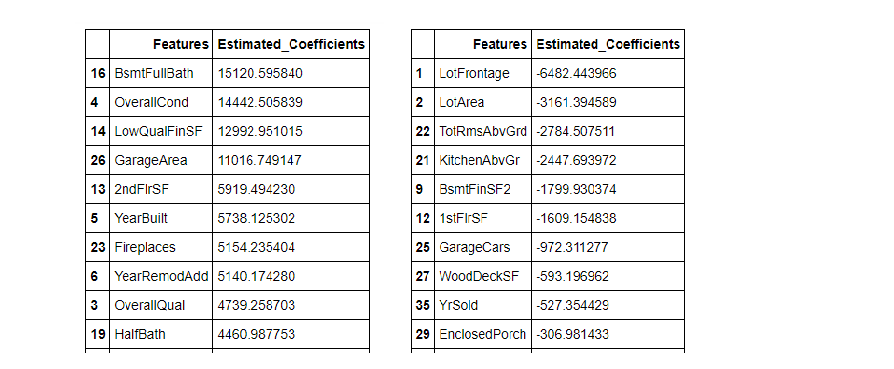 Features Estimated_Coefficients
16 BsmtFullBath 15120.595840
4 OverallCond 14442.505839
14 LowQualFinSF 12992.951015
26 GarageArea 11016.749147
13 2ndFlrSF 5919.494230
5 YearBuilt 5738.125302
23 Fireplaces 5154.235404
6 YearRemodAdd 5140.174280
3 OverallQual 4739.258703
19 HalfBath 4460.987753
Features Estimated_Coefficients
1 LotFrontage -6482.443966
2 LotArea -3161.394589
22 TotRmsAbvGrd -2784.507511
21 KitchenAbvGr -2447.693972
9 BsmtFinSF2 -1799.930374
12 1stFlrSF -1609.154838
25 GarageCars -972.311277
27 WoodDeckSF -593.196962
35 YrSold -527.354429
29 EnclosedPorch -306.981433